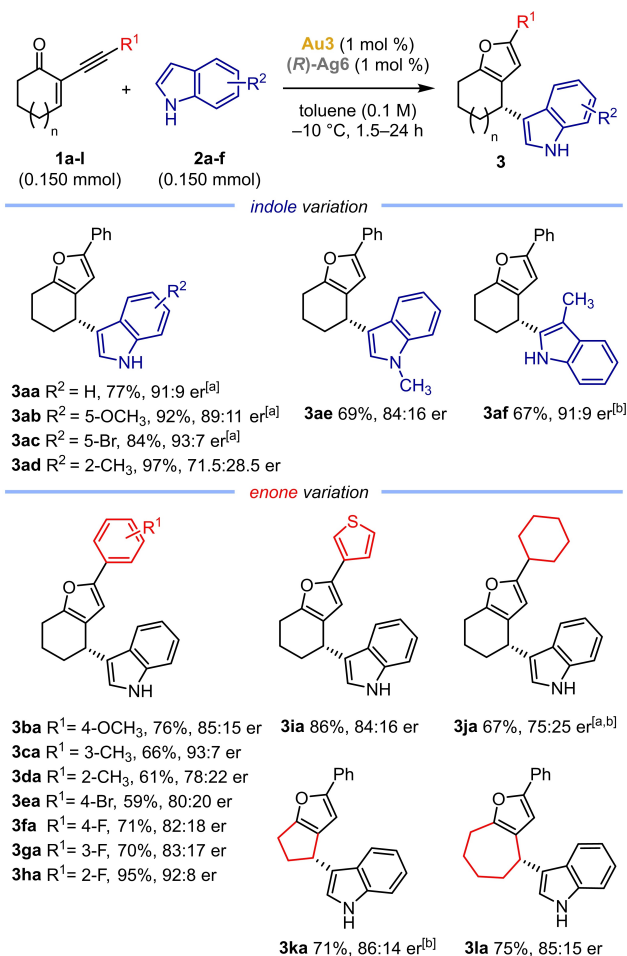 O
R¹
n
1a-l
(0.150 mmol)
+
N
H
R²
2a-f
(0.150 mmol)
Au3 (1 mol %)
(R)-Ag6 (1 mol %)
toluene (0.1 M)
–10 °C, 1.5–24 h
R¹
O
n
R²
NH
3
indole variation
Ph
O
R²
NH
3aa R² = H, 77%, 91:9 er[a]
3ab R² = 5-OCH₃, 92%, 89:11 er[a]
3ac R² = 5-Br, 84%, 93:7 er[a]
3ad R² = 2-CH₃, 97%, 71.5:28.5 er
Ph
O
N
CH₃
3ae 69%, 84:16 er
Ph
O
CH₃
HN
3af 67%, 91:9 er[b]
enone variation
R¹
O
NH
3ba R¹= 4-OCH₃, 76%, 85:15 er
3ca R¹= 3-CH₃, 66%, 93:7 er
3da R¹= 2-CH₃, 61%, 78:22 er
3ea R¹= 4-Br, 59%, 80:20 er
3fa R¹= 4-F, 71%, 82:18 er
3ga R¹= 3-F, 70%, 83:17 er
3ha R¹= 2-F, 95%, 92:8 er
S
O
NH
3ia 86%, 84:16 er
O
NH
3ja 67%, 75:25 er[a,b]
Ph
O
N
H
3ka 71%, 86:14 er[b]
Ph
O
N
H
3la 75%, 85:15 er